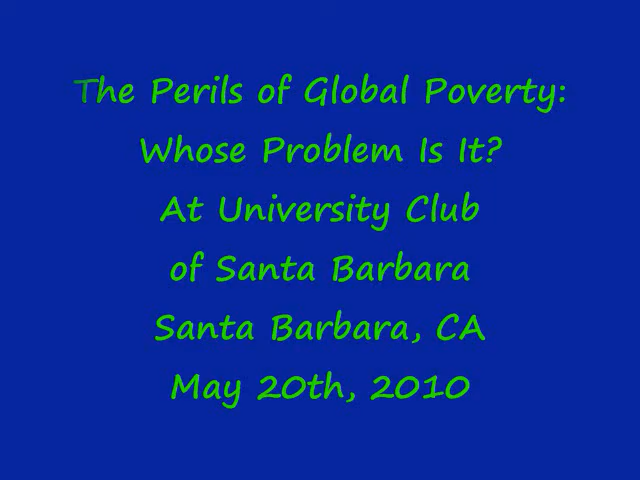 The Perils of Global Poverty:
Whose Problem Is It?
At University Club
of Santa Barbara
Santa Barbara, CA
May 20th, 2010